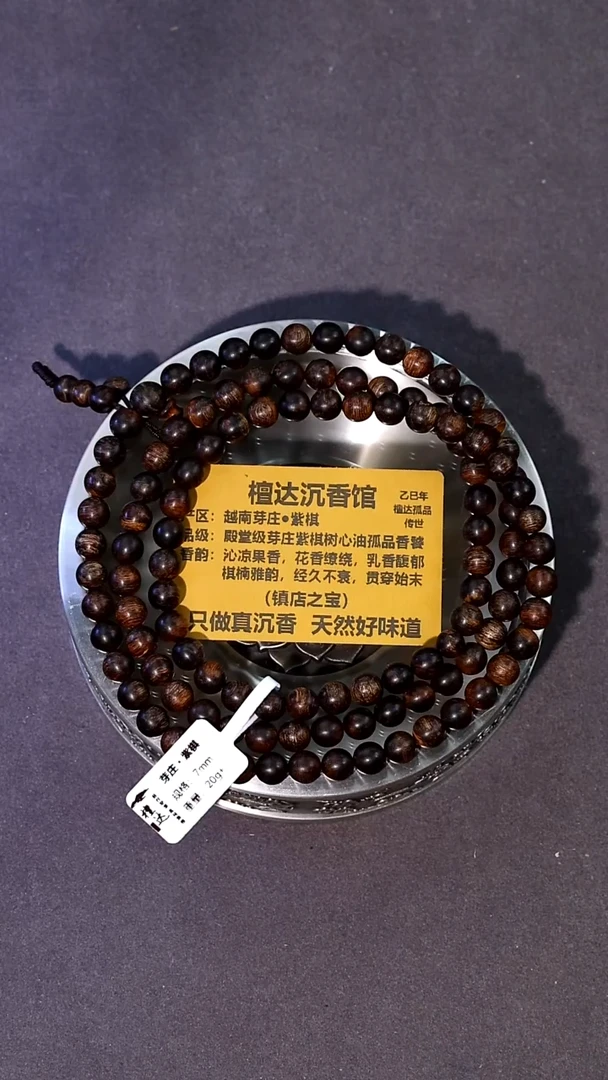 檀达沉香馆
乙巳年
檀达孤品
传世
区：越南芽庄●紫棋
品级：殿堂级芽庄紫棋树心油孤品香饕
香韵：沁凉果香，花香缭绕，乳香馥郁
棋楠雅韵，经久不衰，贯穿始末
（镇店之宝）
只做真沉香 天然好味道
芽庄·紫棋
规格 7mm
重量 20g+
檀达